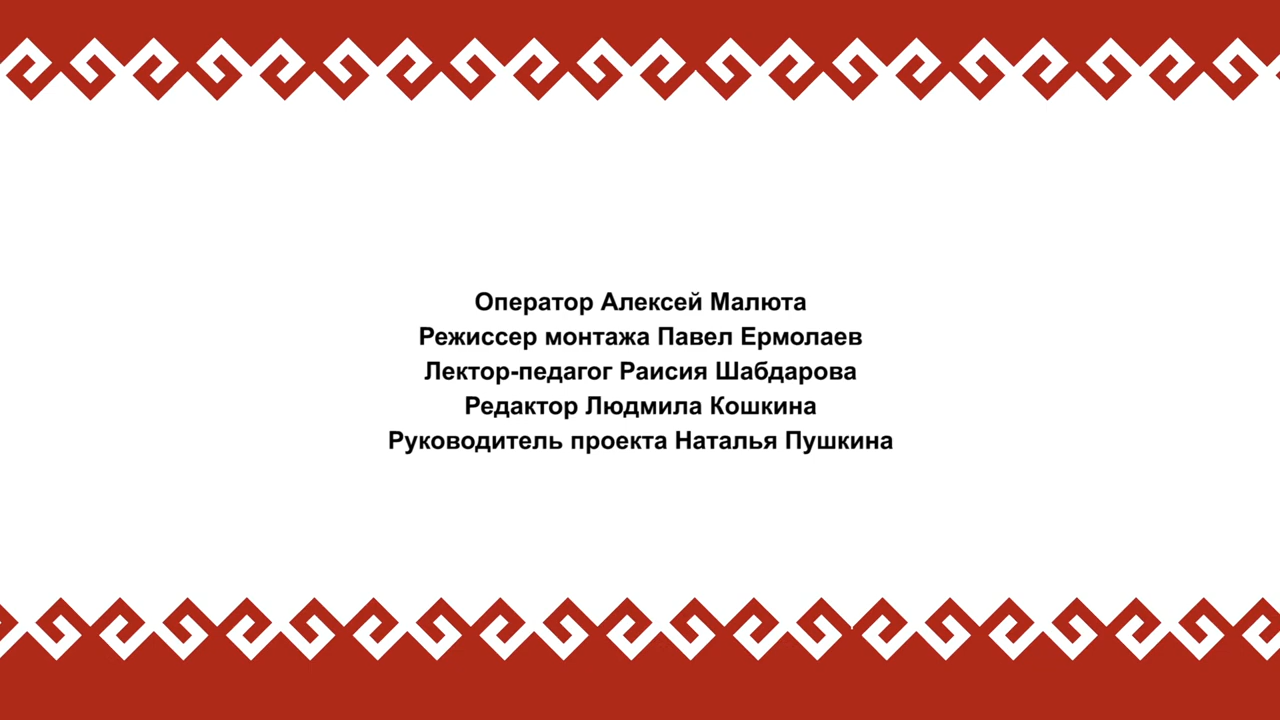 Оператор Алексей Малюта
Режиссер монтажа Павел Ермолаев
Лектор-педагог Раисия Шабдарова
Редактор Людмила Кошкина
Руководитель проекта Наталья Пушкина